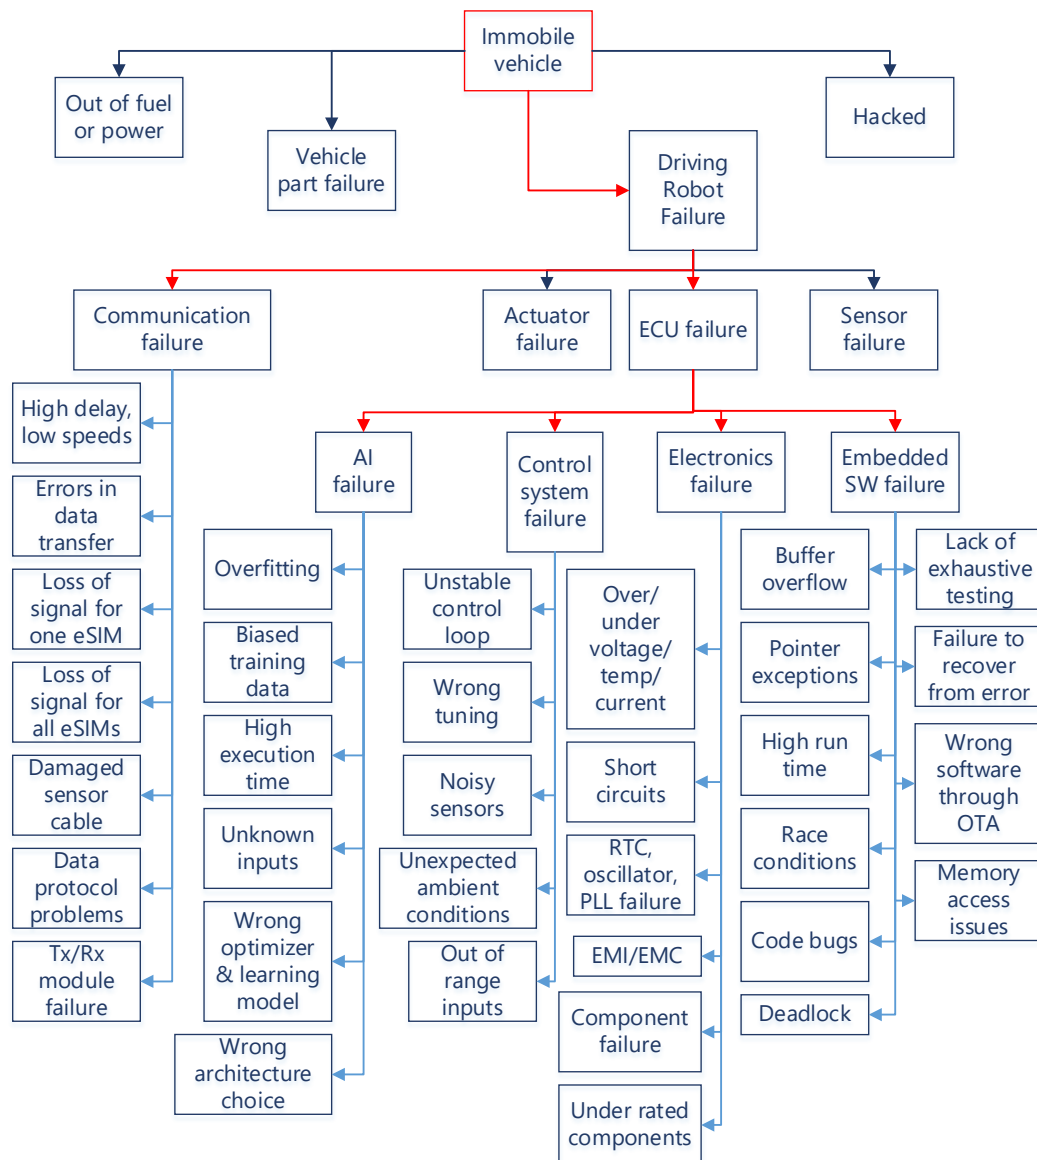 Immobile
vehicle
Out of fuel
or power
Vehicle
part failure
Driving
Robot
Failure
Hacked
Communication
failure
Actuator
failure
ECU failure
Sensor
failure
High delay,
low speeds
Errors in
data
transfer
Loss of
signal for
one eSIM
Loss of
signal for
all eSIMs
Damaged
sensor
cable
Data
protocol
problems
Tx/Rx
module
failure
AI
failure
Overfitting
Biased
training
data
High
execution
time
Unknown
inputs
Wrong
optimizer
& learning
model
Wrong
architecture
choice
Control
system
failure
Unstable
control
loop
Wrong
tuning
Noisy
sensors
Unexpected
ambient
conditions
Out of
range
inputs
Electronics
failure
Over/
under
voltage/
temp/
current
Short
circuits
RTC,
oscillator,
PLL failure
EMI/EMC
Component
failure
Under rated
components
Embedded
SW failure
Buffer
overflow
Pointer
exceptions
High run
time
Race
conditions
Code bugs
Deadlock
Lack of
exhaustive
testing
Failure to
recover
from error
Wrong
software
through
OTA
Memory
access
issues